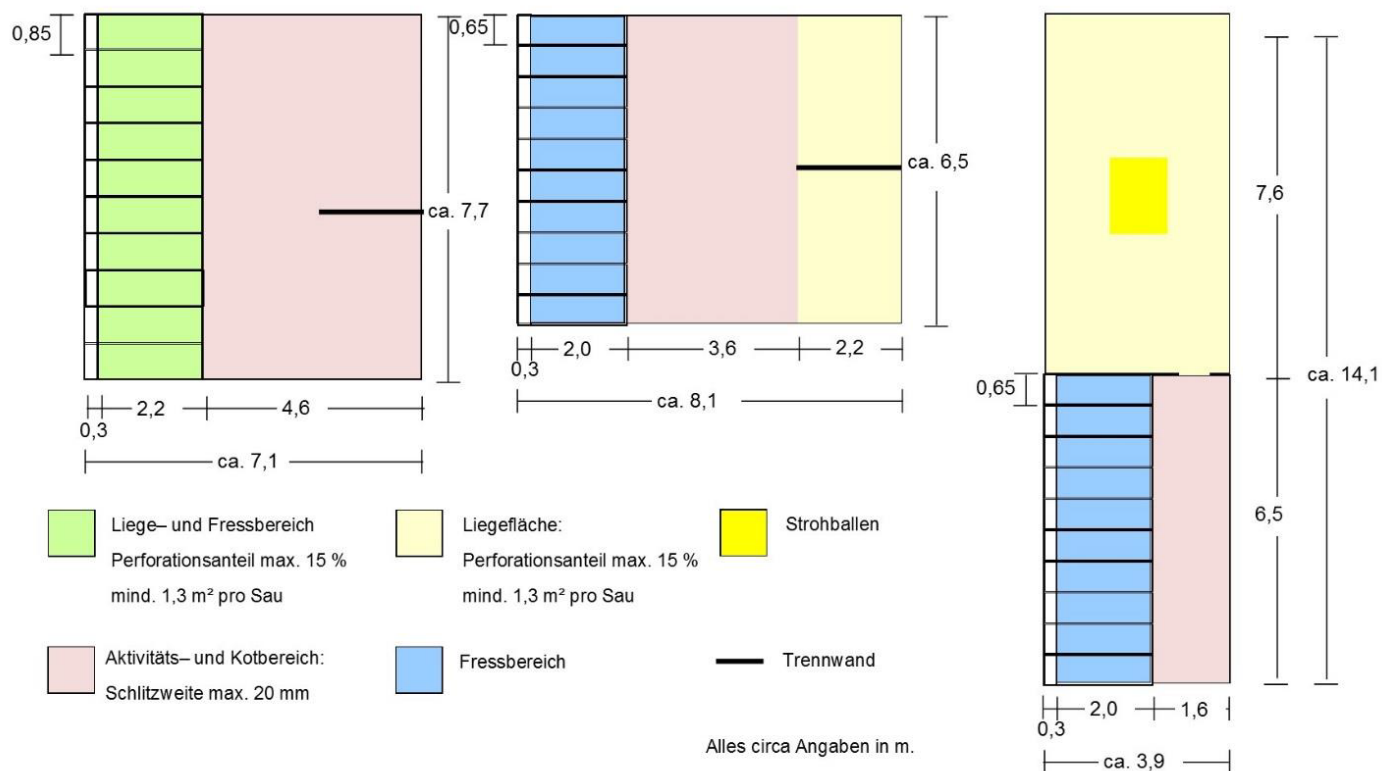 0,85
ca. 7,7
0,3
2,2
4,6
ca. 7,1
0,65
ca. 6,5
0,3
2,0
3,6
2,2
ca. 8,1
7,6
ca. 14,1
0,65
6,5
0,3
2,0
1,6
ca. 3,9
Liege– und Fressbereich
Perforationsanteil max. 15 %
mind. 1,3 m² pro Sau
Liegefläche:
Perforationsanteil max. 15 %
mind. 1,3 m² pro Sau
Strohballen
Aktivitäts– und Kotbereich:
Schlitzweite max. 20 mm
Fressbereich
Trennwand
Alles circa Angaben in m.